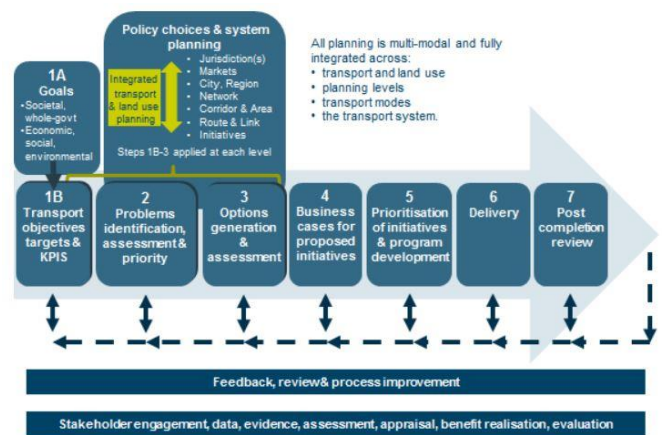 Policy choices & system
planning
Integrated
transport
& land use
planning
• Jurisdiction(s)
• Markets
• City, Region
• Network
• Corridor & Area
• Route & Link
• Initiatives
Steps 1B-3 applied at each level
All planning is multi-modal and fully
integrated across:
• transport and land use
• planning levels
• transport modes
• the transport system.
1A
Goals
•Societal,
whole-govt
•Economic,
social,
environmental
1B
Transport
objectives
targets &
KPIS
2
Problems
identification,
assessment &
priority
3
Options
generation
&
assessment
4
Business
cases for
proposed
initiatives
5
Prioritisation
of initiatives
& program
development
6
Delivery
7
Post
completion
review
Feedback, review & process improvement
Stakeholder engagement, data, evidence, assessment, appraisal, benefit realisation, evaluation